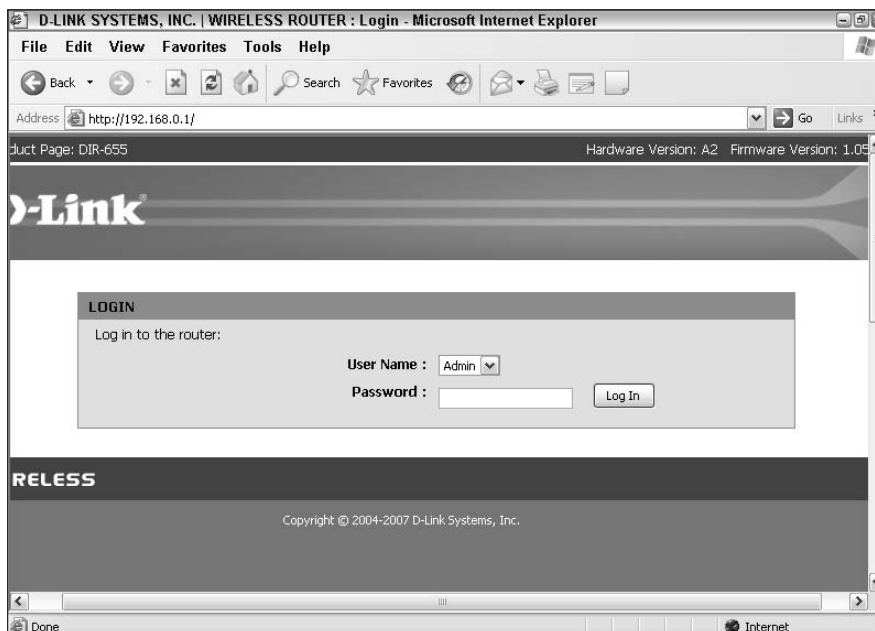 D-LINK SYSTEMS, INC. | WIRELESS ROUTER : Login - Microsoft Internet Explorer
File Edit View Favorites Tools Help
Back Search Favorites
Address http://192.168.0.1/ Go Links
duct Page: DIR-655 Hardware Version: A2 Firmware Version: 1.05
D-Link
LOGIN
Log in to the router:
User Name : Admin
Password : Log In
RELESS
Copyright © 2004-2007 D-Link Systems, Inc.
Done Internet